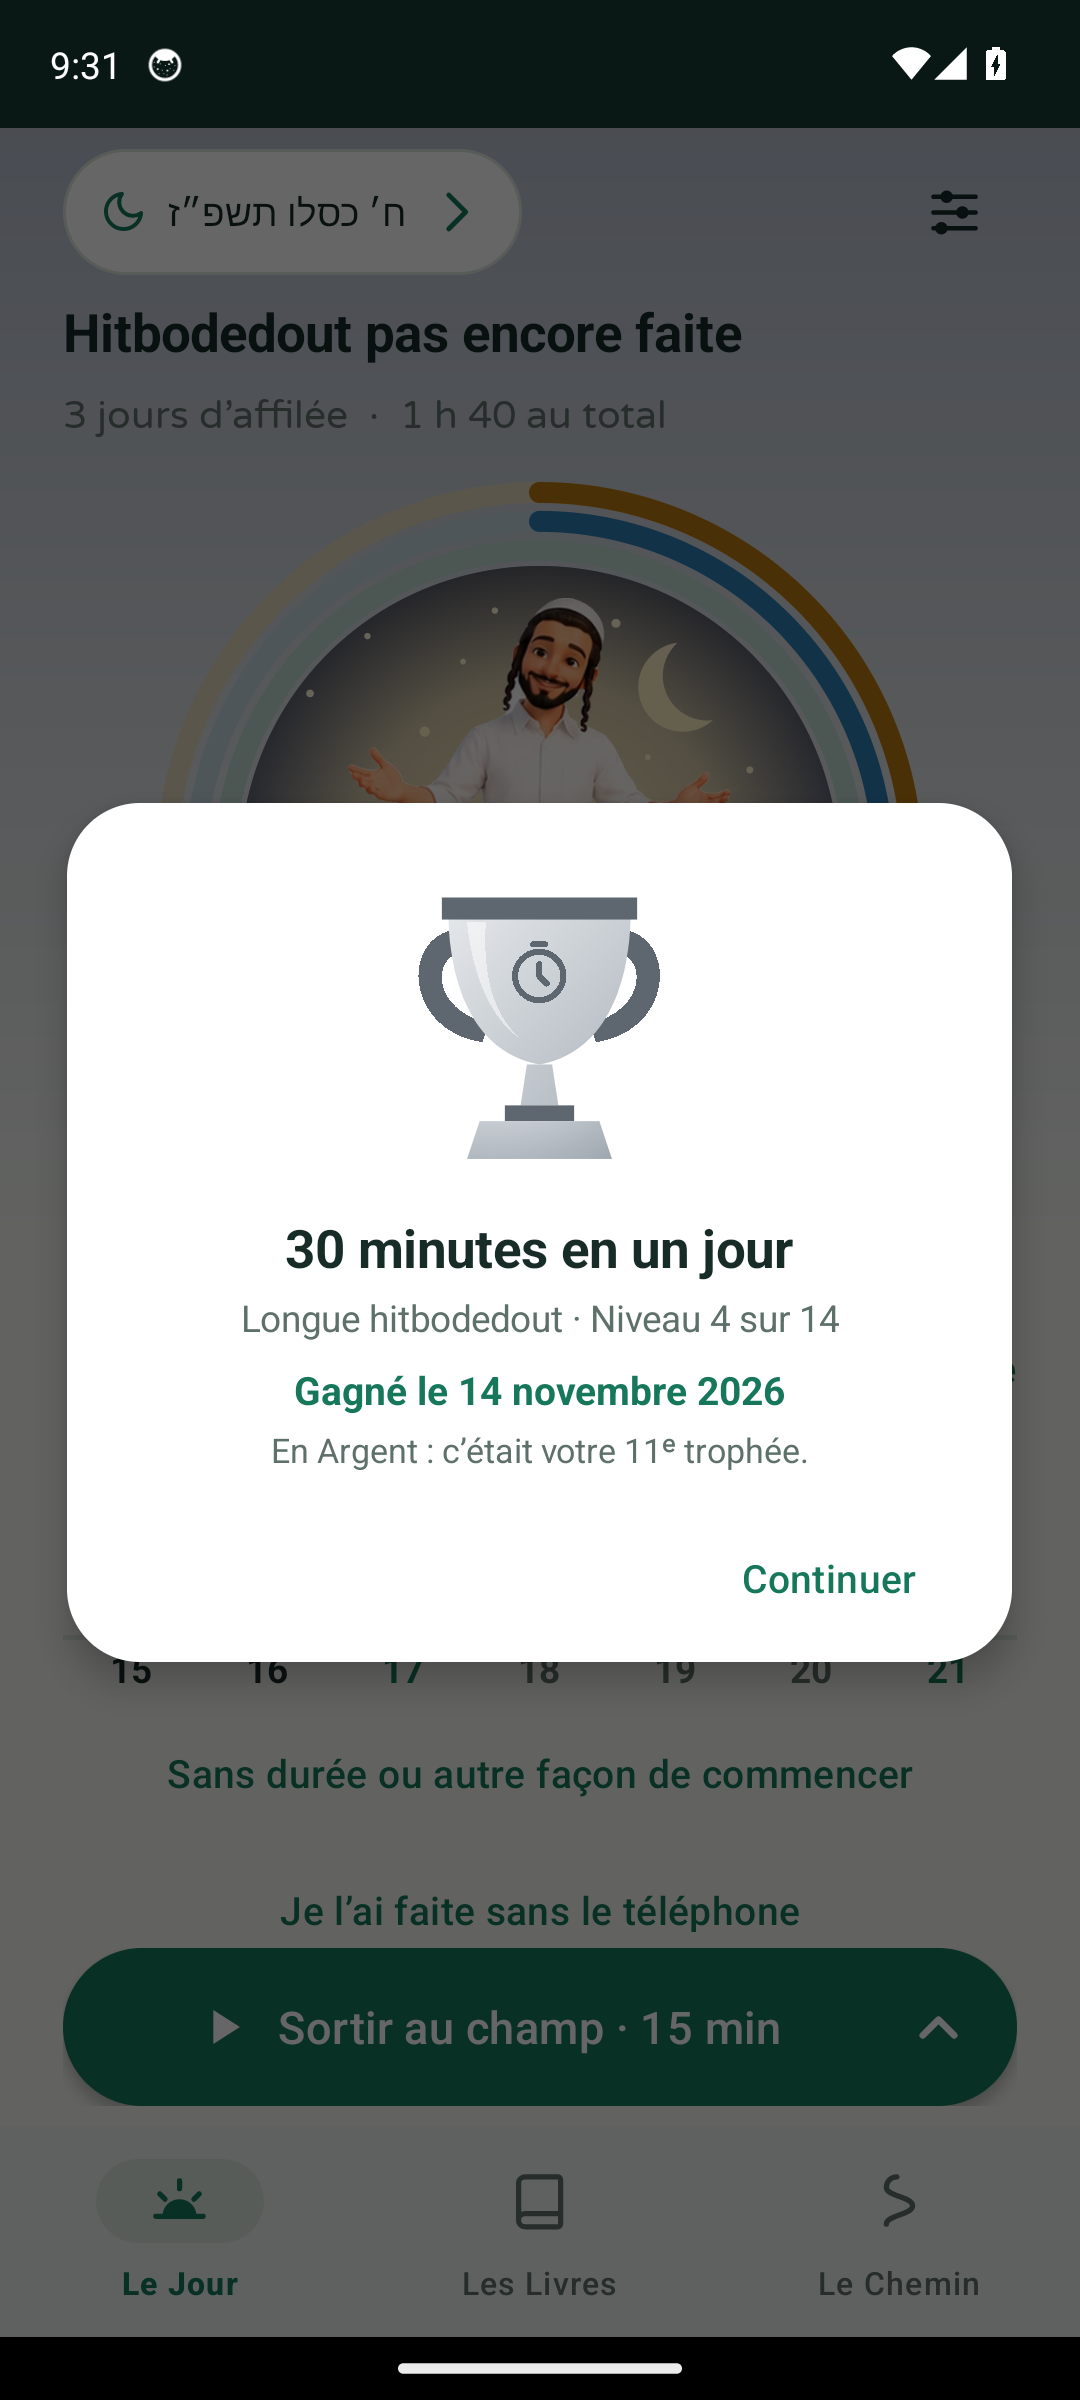 9:31
ח׳ כסלו תשפ״ז
Hitbodedout pas encore faite
3 jours d’affilée · 1 h 40 au total
30 minutes en un jour
Longue hitbodedout · Niveau 4 sur 14
Gagné le 14 novembre 2026
En Argent : c’était votre 11ᵉ trophée.
Continuer
15 16 17 18 19 20 21
Sans durée ou autre façon de commencer
Je l’ai faite sans le téléphone
Sortir au champ · 15 min
Le Jour Les Livres Le Chemin